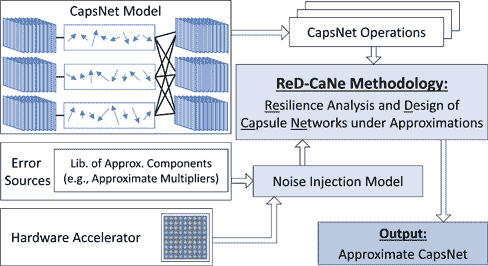 CapsNet Model
CapsNet Operations
ReD-CaNe Methodology:
Resilience Analysis and Design of
Capsule Networks under Approximations
Error
Sources
Lib. of Approx. Components
(e.g., Approximate Multipliers)
Noise Injection Model
Hardware Accelerator
Output:
Approximate CapsNet